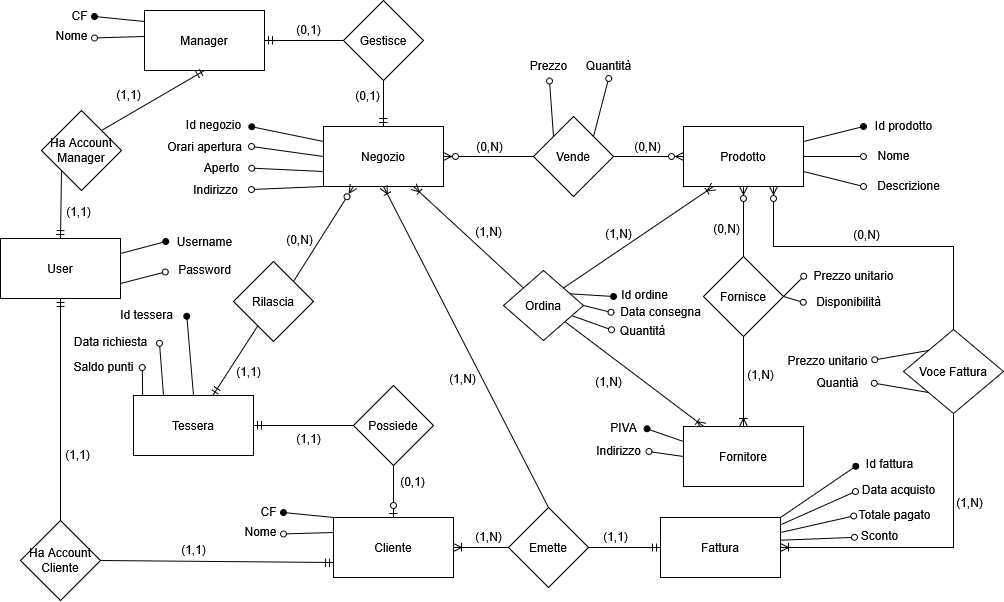 CF
Nome
Manager
(0,1)
Gestisce
(1,1)
(0,1)
Prezzo
Quantità
Ha Account
Manager
Id negozio
Orari apertura
Aperto
Indirizzo
Negozio
(0,N)
Vende
(0,N)
Prodotto
Id prodotto
Nome
Descrizione
(1,1)
User
Username
Password
(0,N)
(1,N)
(1,N)
(0,N)
(0,N)
Rilascia
Ordina
Id ordine
Data consegna
Quantità
Fornisce
Prezzo unitario
Disponibilità
Id tessera
Data richiesta
Saldo punti
(1,1)
(1,N)
(1,N)
(1,N)
Prezzo unitario
Quantià
Voce Fattura
Tessera
(1,1)
Possiede
PIVA
Indirizzo
Fornitore
(1,1)
(0,1)
Id fattura
Data acquisto
Totale pagato
Sconto
(1,N)
CF
Nome
Ha Account
Cliente
(1,1)
Cliente
(1,N)
Emette
(1,1)
Fattura